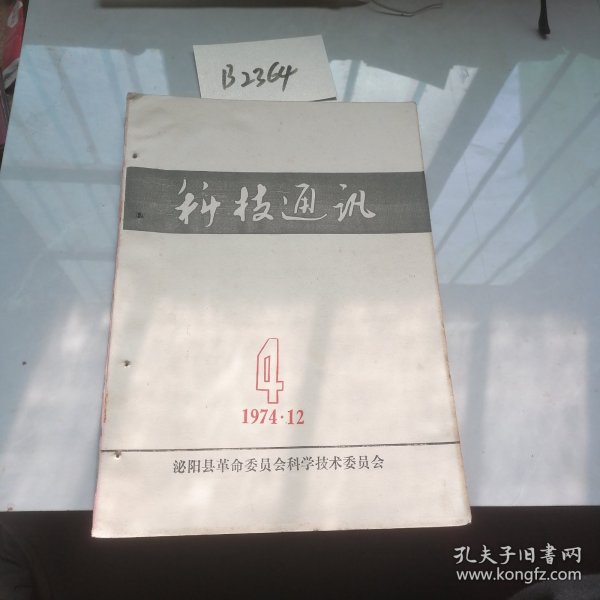 B2364
科技通讯
4
1974·12
泌阳县革命委员会科学技术委员会
孔夫子旧书网
www.kongfz.com